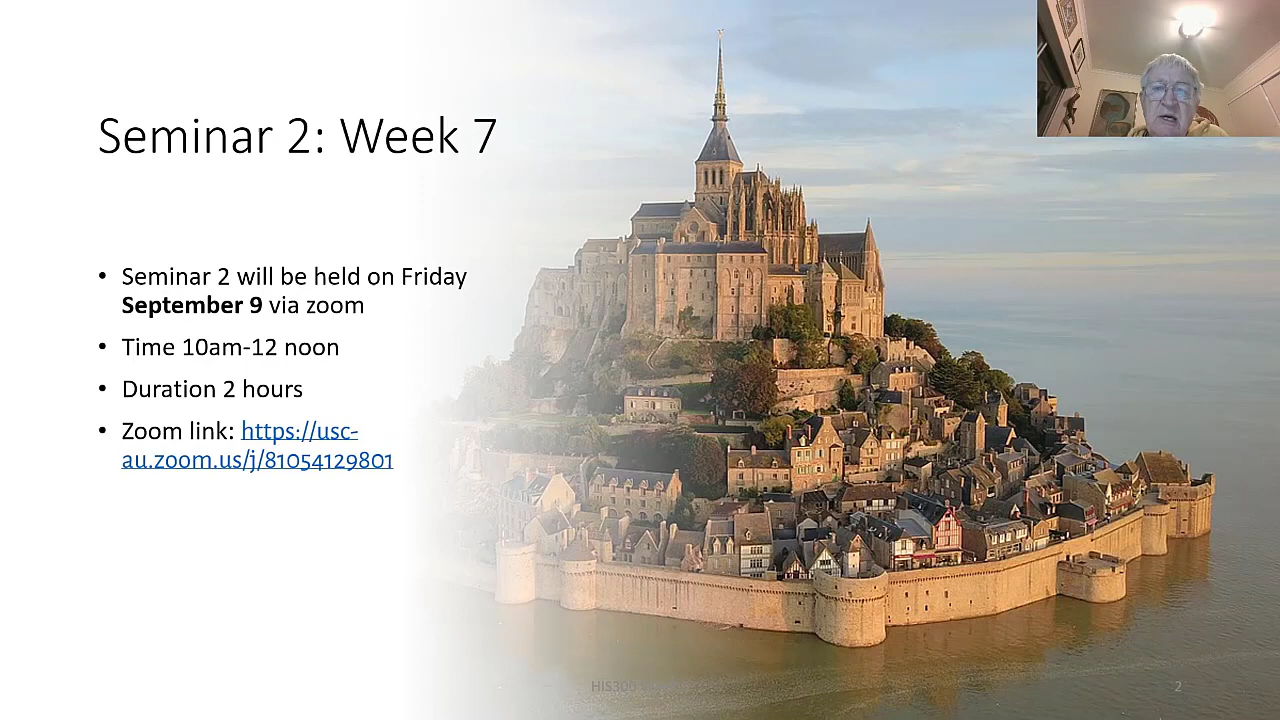 Seminar 2: Week 7
• Seminar 2 will be held on Friday
September 9 via zoom
• Time 10am-12 noon
• Duration 2 hours
• Zoom link: https://usc-
au.zoom.us/j/81054129801
2